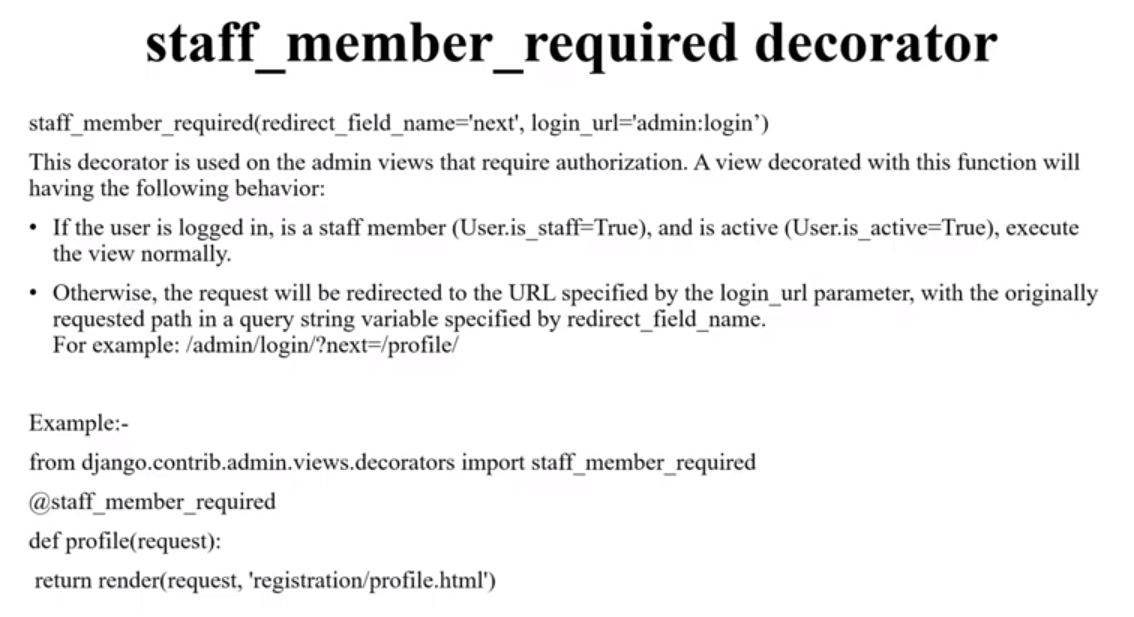 staff_member_required decorator
staff_member_required(redirect_field_name='next', login_url='admin:login’)
This decorator is used on the admin views that require authorization. A view decorated with this function will
having the following behavior:
• If the user is logged in, is a staff member (User.is_staff=True), and is active (User.is_active=True), execute
the view normally.
• Otherwise, the request will be redirected to the URL specified by the login_url parameter, with the originally
requested path in a query string variable specified by redirect_field_name.
For example: /admin/login/?next=/profile/
Example:-
from django.contrib.admin.views.decorators import staff_member_required
@staff_member_required
def profile(request):
return render(request, 'registration/profile.html')